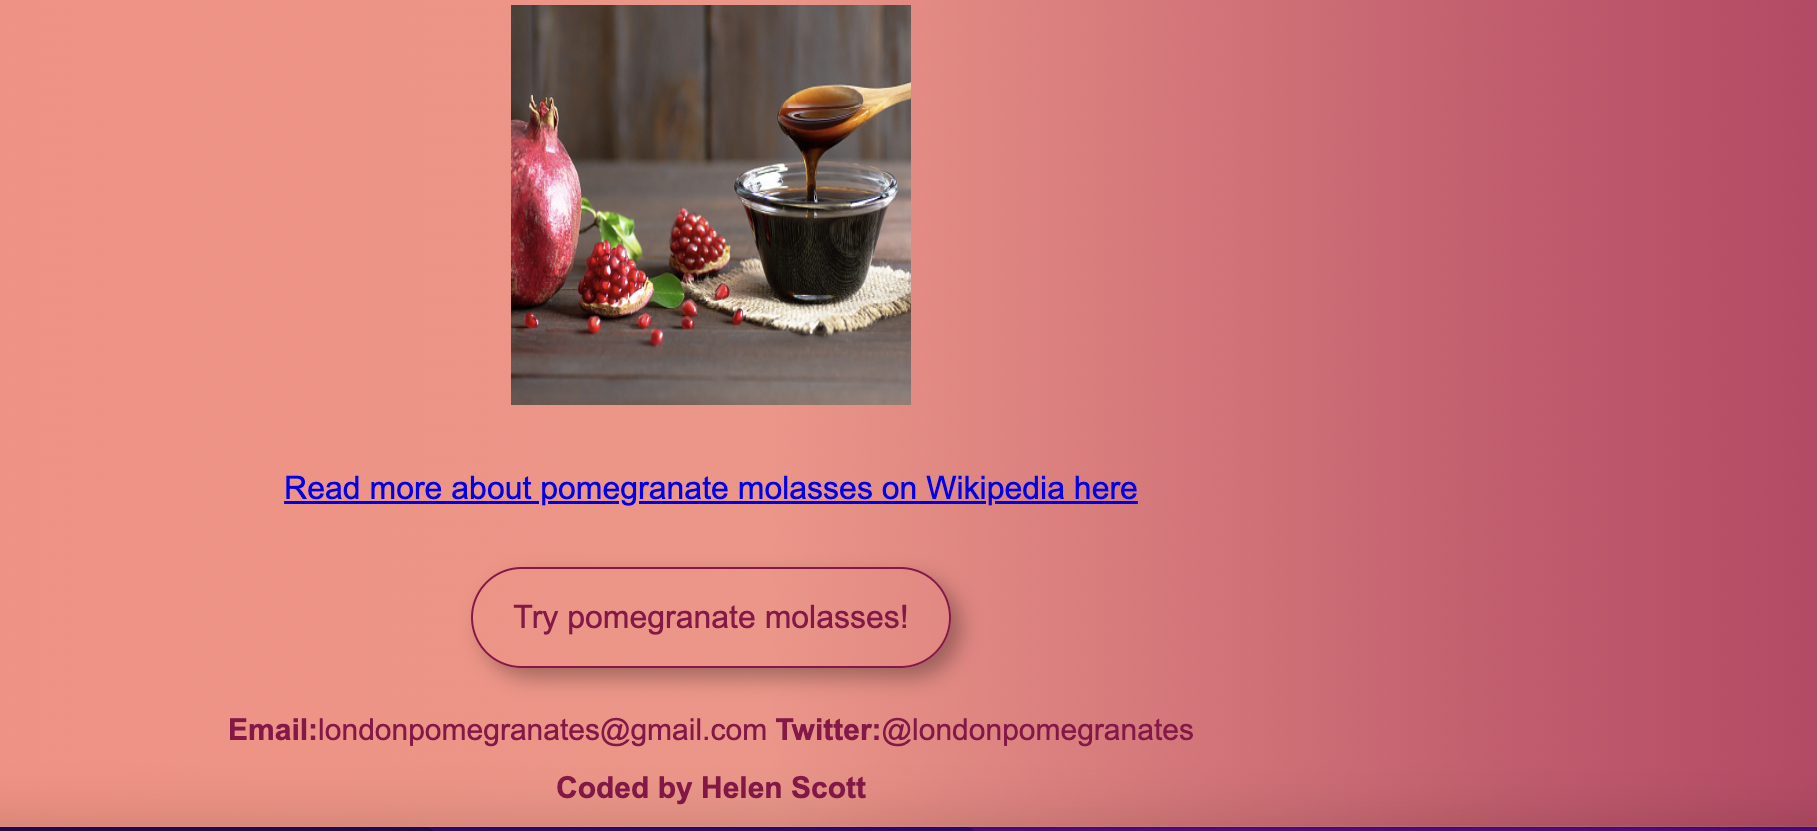 Read more about pomegranate molasses on Wikipedia here
Try pomegranate molasses!
Email:londonpomegranates@gmail.com Twitter:@londonpomegranates
Coded by Helen Scott